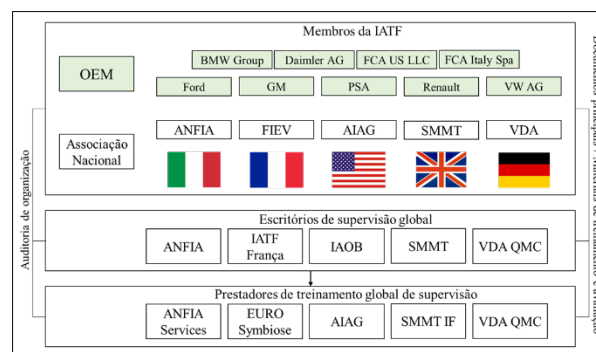 Membros da IATF
OEM
BMW Group
Daimler AG
FCA US LLC
FCA Italy Spa
Ford
GM
PSA
Renault
VW AG
Associação
Nacional
ANFIA
FIEV
AIAG
SMMT
VDA
Auditoria de organização
Escritórios de supervisão global
ANFIA
IATF
França
IAOB
SMMT
VDA QMC
Prestadores de treinamento global de supervisão
ANFIA
Services
EURO
Symbiose
AIAG
SMMT IF
VDA QMC